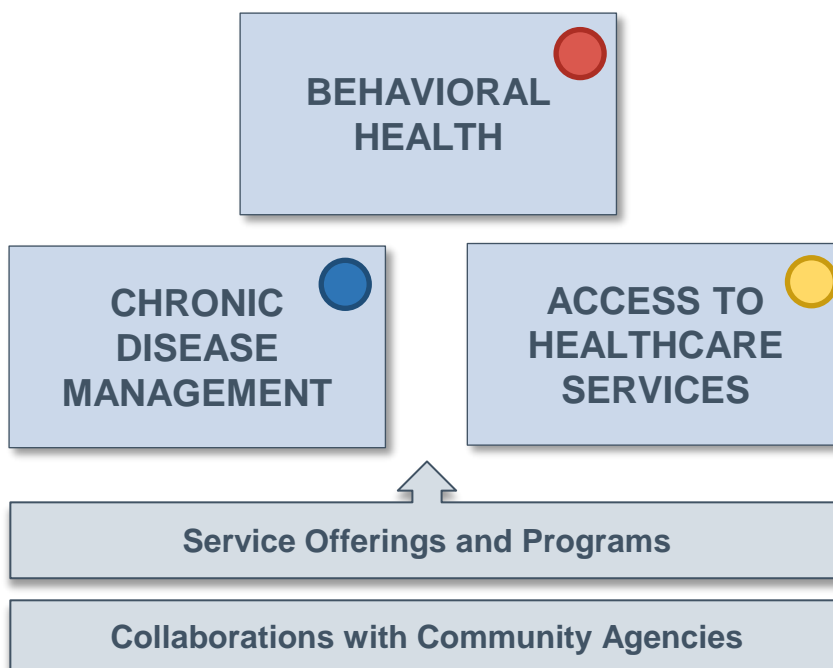 BEHAVIORAL
HEALTH
CHRONIC
DISEASE
MANAGEMENT
ACCESS TO
HEALTHCARE
SERVICES
Service Offerings and Programs
Collaborations with Community Agencies